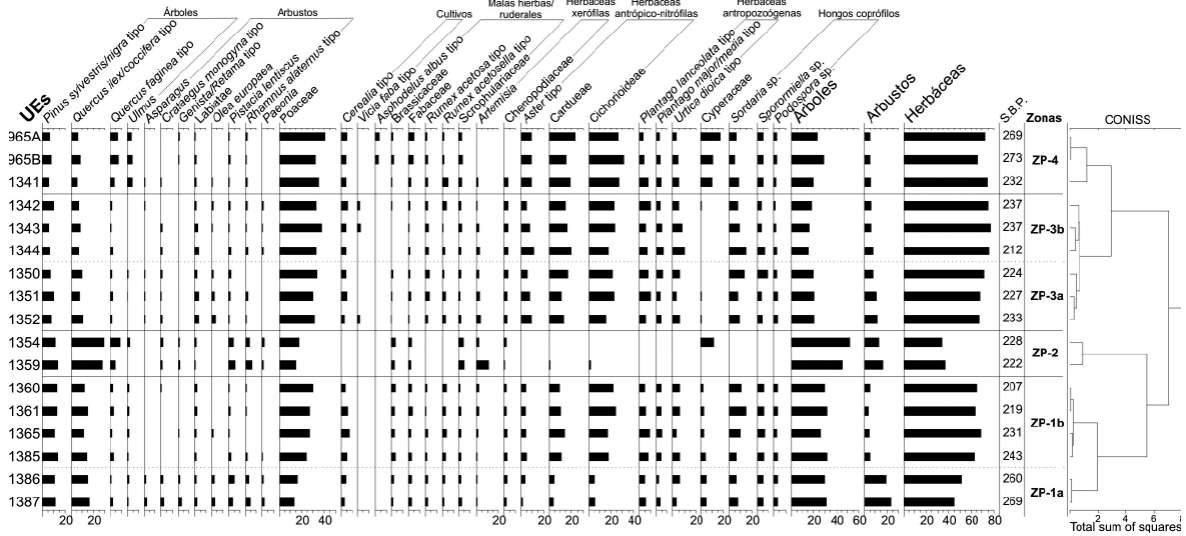 Árboles Arbustos Cultivos Malas hierbas/ ruderales Herbáceas xerófilas Herbáceas antrópico-nitrófilas Herbáceas antropozoógenas Hongos coprófilos
UEs Pinus sylvestris/nigra tipo Quercus ilex/coccifera tipo Quercus faginea tipo Ulmus Asparagus Crataegus monogyna tipo Genista/Retama tipo Labiatae Olea europaea Pistacia lentiscus Rhamnus alaternus tipo Paeonia Poaceae Cerealia tipo Vicia faba tipo Asphodelus albus tipo Brassicaceae Fabaceae Rumex acetosa tipo Rumex acetosella tipo Scrophulariaceae Artemisia Chenopodiaceae Aster tipo Cardueae Cichorioideae Plantago lanceolata tipo Plantago major/media tipo Urtica dioica tipo Cyperaceae Sordaria sp. Sporormiella sp. Podospora sp. Árboles Arbustos Herbáceas S.B.P. Zonas CONISS
965A 269
965B 273 ZP-4
1341 232
1342 237
1343 237 ZP-3b
1344 212
1350 224
1351 227 ZP-3a
1352 233
1354 228
1359 222 ZP-2
1360 207
1361 219 ZP-1b
1365 231
1385 243
1386 260 ZP-1a
1387 269
20 20 20 40 20 20 20 20 40 60 20 20 40 60 80 2 4 6 8
Total sum of squares